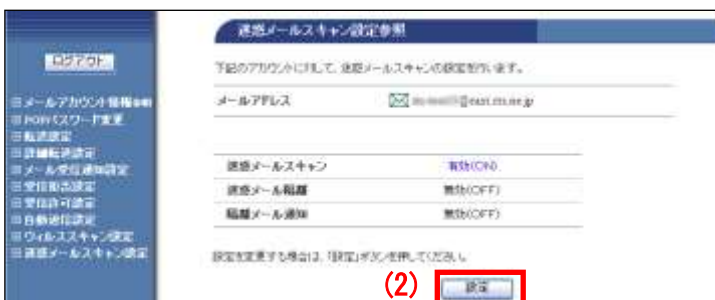 迷惑メールスキャン設定参照
ログアウト
下記のアカウントに対して、迷惑メールスキャンの設定を行います。
メールアドレス
メールアカウント情報
POPパスワード変更
転送設定
詳細転送設定
メール受信通知設定
受信拒否設定
受信許可設定
自動返信設定
ウィルススキャン設定
迷惑メールスキャン設定
迷惑メールスキャン 有効(ON)
迷惑メール隔離 無効(OFF)
隔離メール通知 無効(OFF)
設定を変更する場合は、「設定」ボタンを押してください。
(2) 設定